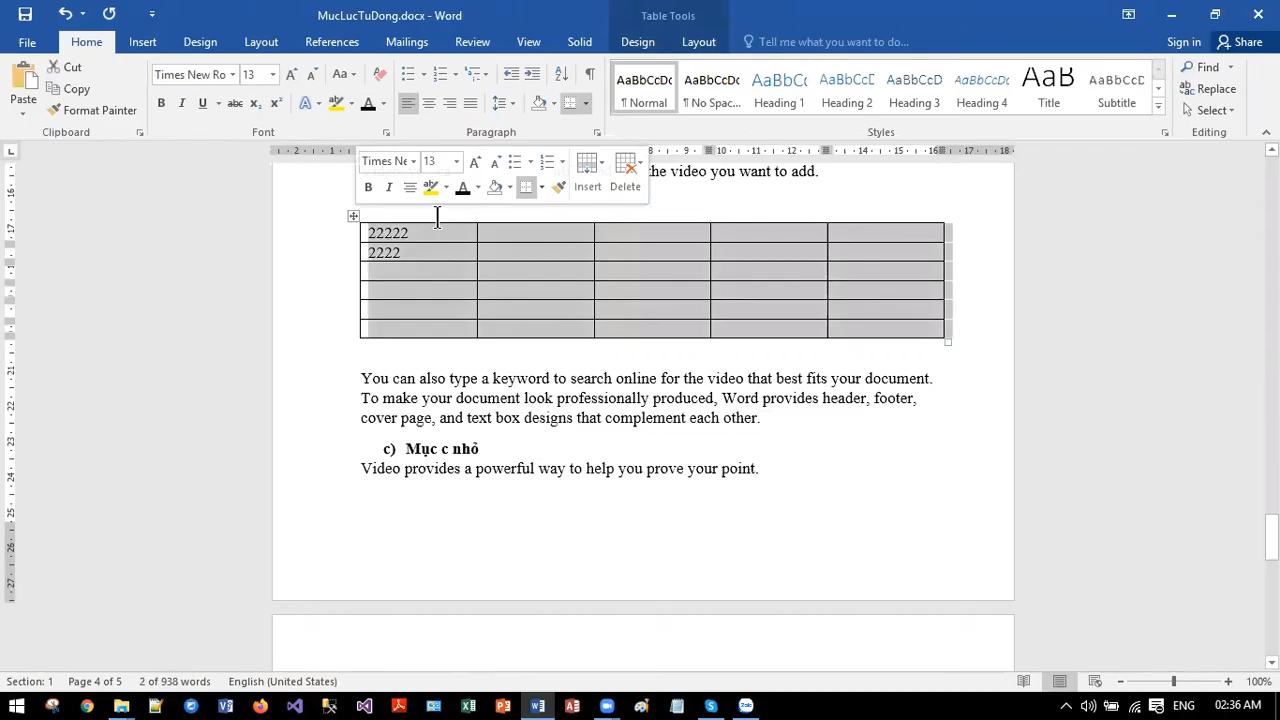 MucLucTuDong.docx - Word
Table Tools
File
Home
Insert
Design
Layout
References
Mailings
Review
View
Solid
Design
Layout
Tell me what you want to do...
Sign in
Share
Paste
Cut
Copy
Format Painter
Clipboard
Times New Ro
13
Aa
B I U abc x₂ x²
Font
Paragraph
AaBbCcDc
¶ Normal
AaBbCcDc
¶ No Spac...
AaBbCc
Heading 1
AaBbCcDc
Heading 2
AaBbCcDc
Heading 3
AaBbCcDc
Heading 4
AaB
Title
AaBbCcD
Subtitle
Styles
Find
Replace
Select
Editing
Times Ne
13
B I
Insert
Delete
the video you want to add.
22222
2222
You can also type a keyword to search online for the video that best fits your document.
To make your document look professionally produced, Word provides header, footer,
cover page, and text box designs that complement each other.
c) Mục c nhỏ
Video provides a powerful way to help you prove your point.
Section: 1
Page 4 of 5
2 of 938 words
English (United States)
100%
02:36 AM